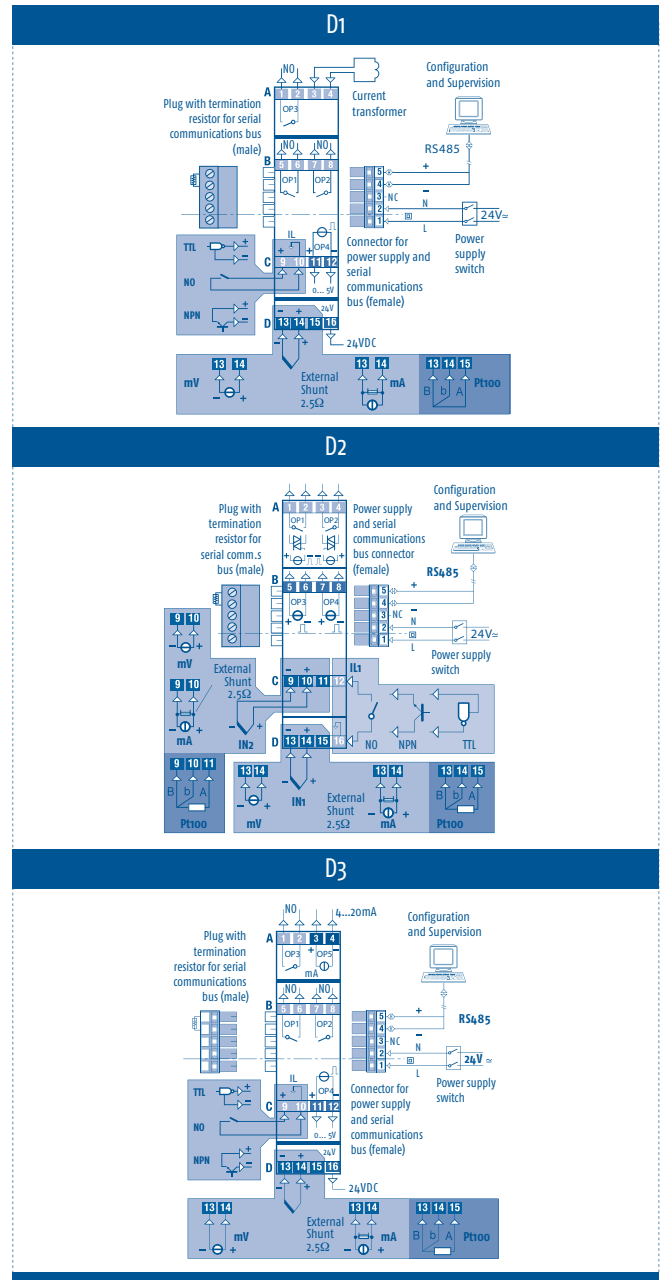 D1
NO
A
1 2 3 4
OP3
Current
transformer
Configuration
and Supervision
Plug with termination
resistor for serial
communications bus
(male)
RS485
B
NO NO
5 6 7 8
OP1 OP2
+
5
4
–
3 NC
2 N
1 L
24V≃
Power
supply
switch
Connector for
power supply and
serial
communications
bus (female)
TTL + –
NO
NPN + –
IL
+ – + –
OP4
C
9 10 11 12
0... 5V
– + 24V
D
13 14 15 16
24VDC
– +
External
Shunt
2.5Ω
13 14
mV
– +
13 14
mA
– +
13 14 15
Pt100
B b A
D2
A
1 2 3 4
OP1 OP2
+ – – +
Plug with
termination
resistor for
serial comm.s
bus (male)
Power supply
and serial
communications
bus connector
(female)
Configuration
and Supervision
RS485
B
5 6 7 8
OP3 OP4
+ – – +
+
5
4
–
3 NC
2 N
1 L
24V≃
Power supply
switch
9 10
mV
– +
External
Shunt
2.5Ω
9 10
mA
– +
C
– +
9 10 11 12
IL1
– +
IN2
NO NPN TTL
D
– +
13 14 15 16
– +
IN1
9 10 11
B b A
Pt100
13 14
– +
mV
External
Shunt
2.5Ω
13 14
– +
mA
13 14 15
B b A
Pt100
D3
NO
4...20mA
A
1 2 3 4
OP3 + OP5 –
mA
Plug with
termination
resistor for serial
communications
bus (male)
Configuration
and Supervision
RS485
B
NO NO
5 6 7 8
OP1 OP2
+
5
4
–
3 NC
2 N
1 L
24V ≃
Power supply
switch
Connector for
power supply
and serial
communications
bus (female)
TTL + –
NO
NPN + –
IL
+ – + –
OP4
C
9 10 11 12
0... 5V
– + 24V
D
13 14 15 16
24VDC
– +
External
Shunt
2.5Ω
13 14
mV
– +
13 14
mA
– +
13 14 15
Pt100
B b A